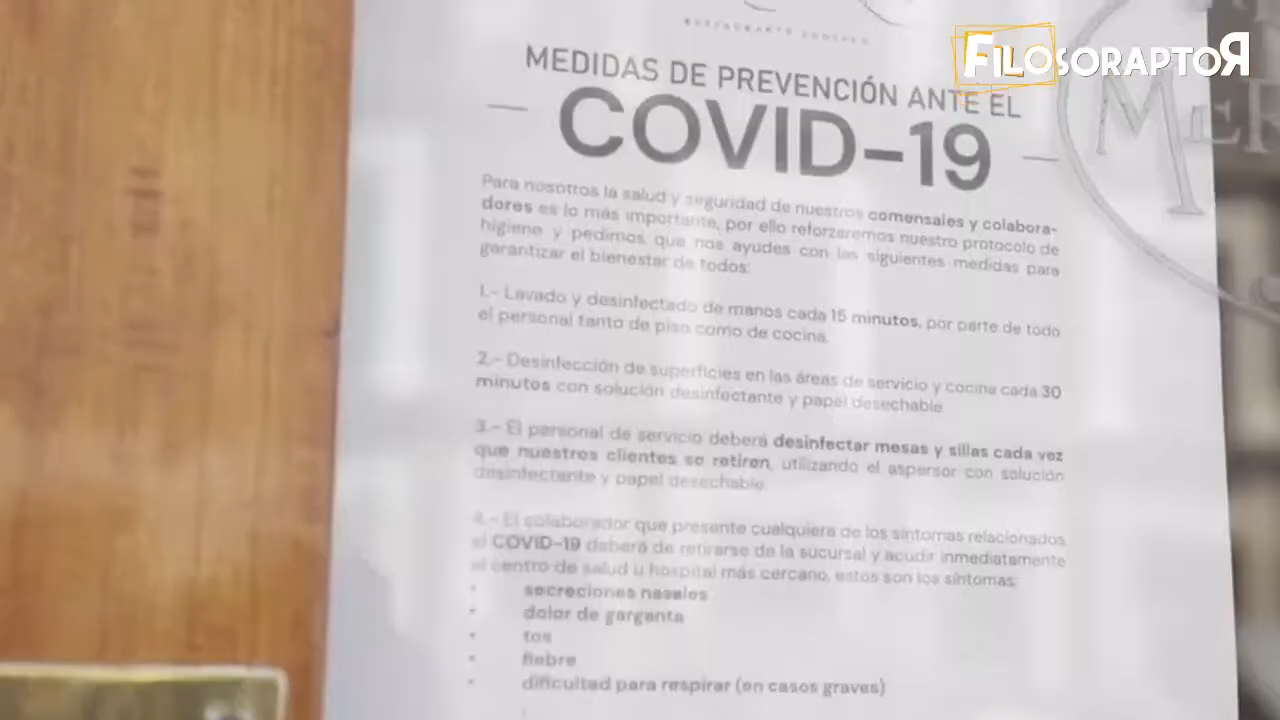 FILOSORAPTOR
MEDIDAS DE PREVENCIÓN ANTE EL
COVID-19
Para nosotros la salud y seguridad de nuestros comensales y colabora-
dores es lo más importante, por ello reforzaremos nuestro protocolo de
higiene y pedimos que nos ayudes con las siguientes medidas para
garantizar el bienestar de todos:
1.- Lavado y desinfectado de manos cada 15 minutos, por parte de todo
el personal tanto de piso como de cocina.
2.- Desinfección de superficies en las áreas de servicio y cocina cada 30
minutos con solución desinfectante y papel desechable
3.- El personal de servicio deberá desinfectar mesas y sillas cada vez
que nuestros clientes se retiren, utilizando el aspersor con solución
desinfectante y papel desechable.
4.- El colaborador que presente cualquiera de los síntomas relacionados
al COVID-19 deberá de retirarse de la sucursal y acudir inmediatamente
al centro de salud u hospital más cercano, estos son los síntomas:
• secreciones nasales
• dolor de garganta
• tos
• fiebre
• dificultad para respirar (en casos graves)